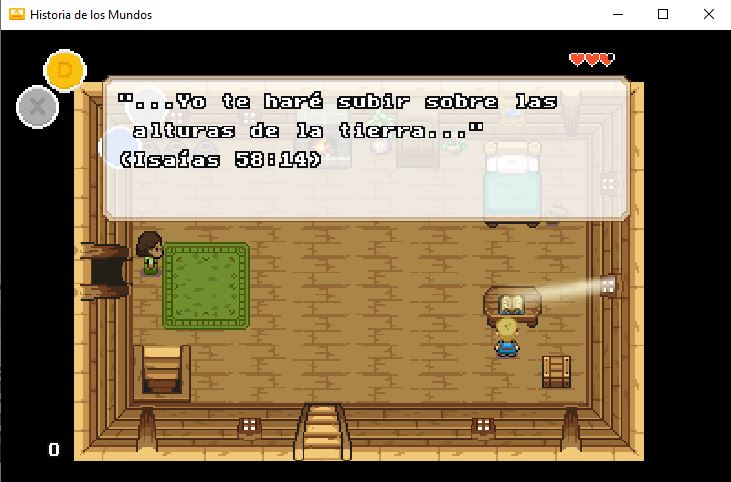 Historia de los Mundos
D
X
"...Yo te haré subir sobre las
alturas de la tierra..."
(Isaías 58:14)
0